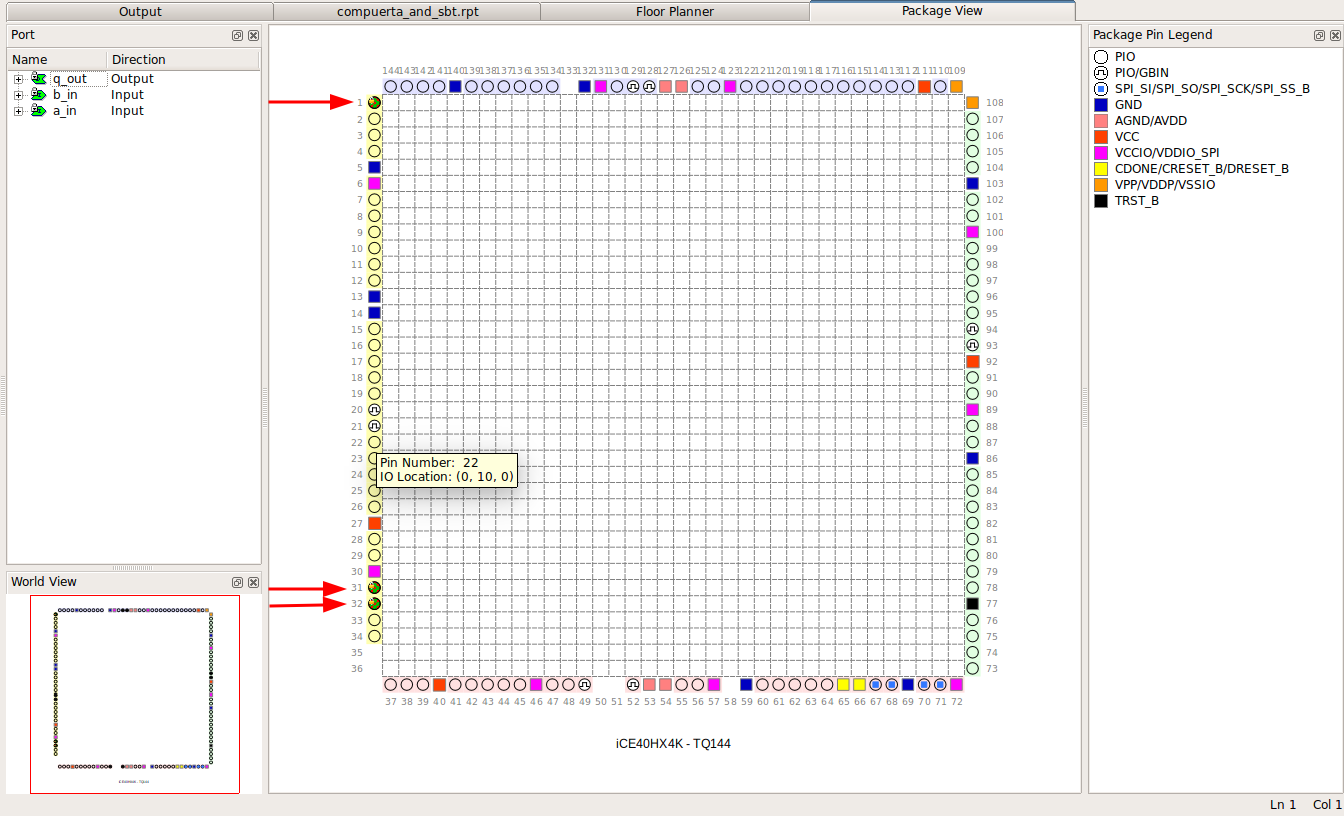 Output compuerta_and_sbt.rpt Floor Planner Package View
Port
Name Direction
q_out Output
b_in Input
a_in Input
World View
144 143 142 141 140 139 138 137 136 135 134 133 132 131 130 129 128 127 126 125 124 123 122 121 120 119 118 117 116 115 114 113 112 111 110 109
1 108
2 107
3 106
4 105
5 104
6 103
7 102
8 101
9 100
10 99
11 98
12 97
13 96
14 95
15 94
16 93
17 92
18 91
19 90
20 89
21 88
22 87
23 86
24 85
25 84
26 83
27 82
28 81
29 80
30 79
31 78
32 77
33 76
34 75
35 74
36 73
Pin Number: 22
IO Location: (0, 10, 0)
37 38 39 40 41 42 43 44 45 46 47 48 49 50 51 52 53 54 55 56 57 58 59 60 61 62 63 64 65 66 67 68 69 70 71 72
iCE40HX4K - TQ144
Package Pin Legend
PIO
PIO/GBIN
SPI_SI/SPI_SO/SPI_SCK/SPI_SS_B
GND
AGND/AVDD
VCC
VCCIO/VDDIO_SPI
CDONE/CRESET_B/DRESET_B
VPP/VDDP/VSSIO
TRST_B
Ln 1 Col 1